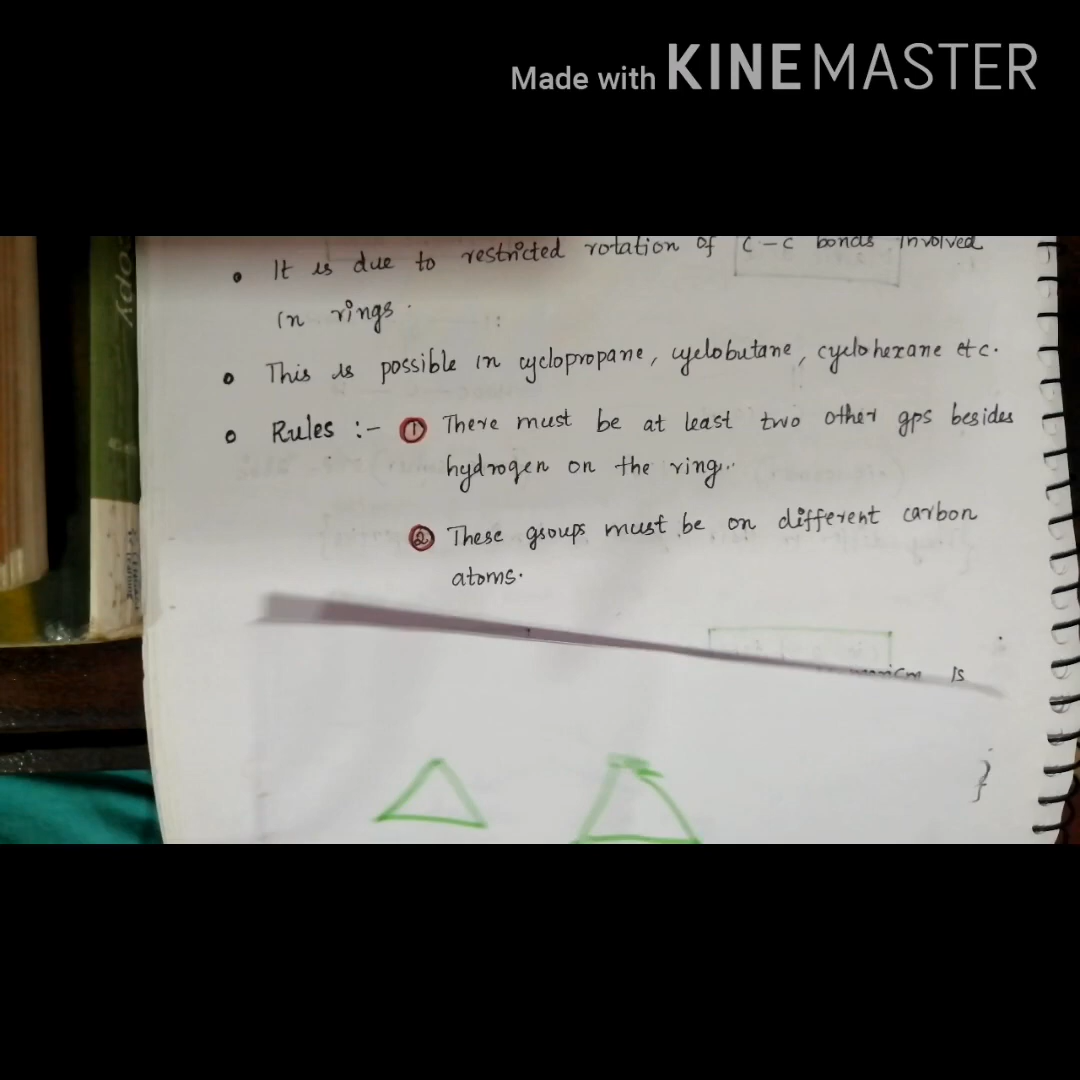 Made with KINEMASTER
• It is due to restricted rotation of C-C bonds involved
in rings.
• This is possible in cyclopropane, cyclobutane, cyclohexane etc.
• Rules :- ① There must be at least two other gps besides
hydrogen on the ring.
② These groups must be on different carbon
atoms.
is
}